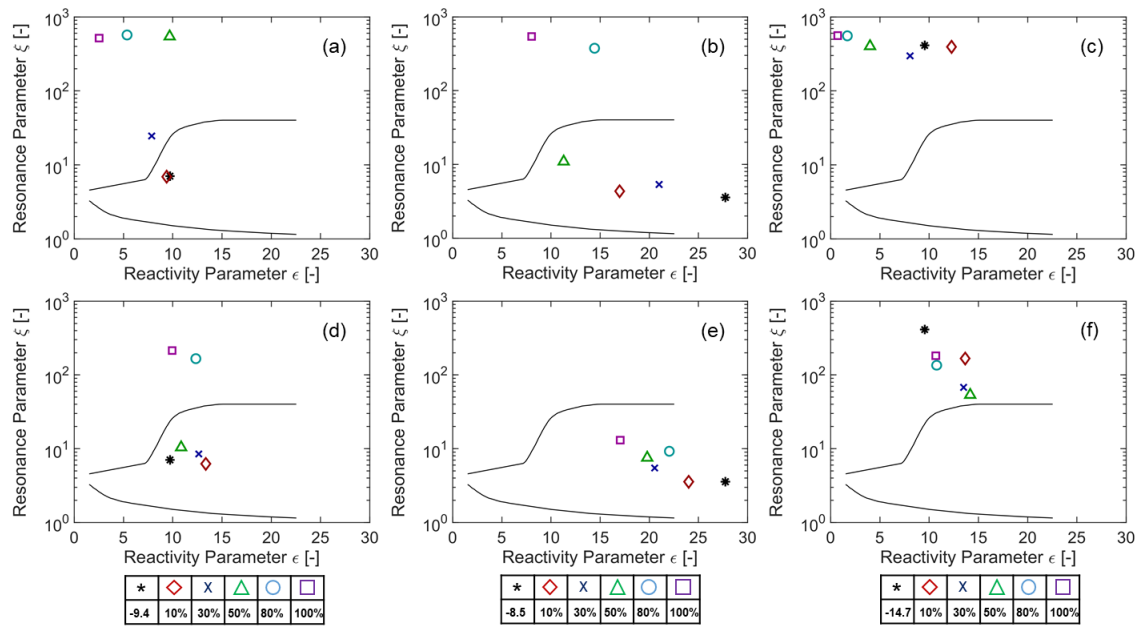 (a)
Resonance Parameter ξ [-]
10³
10²
10¹
10⁰
0 5 10 15 20 25 30
Reactivity Parameter ϵ [-]
(b)
Resonance Parameter ξ [-]
10³
10²
10¹
10⁰
0 5 10 15 20 25 30
Reactivity Parameter ϵ [-]
(c)
Resonance Parameter ξ [-]
10³
10²
10¹
10⁰
0 5 10 15 20 25 30
Reactivity Parameter ϵ [-]
(d)
Resonance Parameter ξ [-]
10³
10²
10¹
10⁰
0 5 10 15 20 25 30
Reactivity Parameter ϵ [-]
(e)
Resonance Parameter ξ [-]
10³
10²
10¹
10⁰
0 5 10 15 20 25 30
Reactivity Parameter ϵ [-]
(f)
Resonance Parameter ξ [-]
10³
10²
10¹
10⁰
0 5 10 15 20 25 30
Reactivity Parameter ϵ [-]
-9.4 10% 30% 50% 80% 100%
-8.5 10% 30% 50% 80% 100%
-14.7 10% 30% 50% 80% 100%